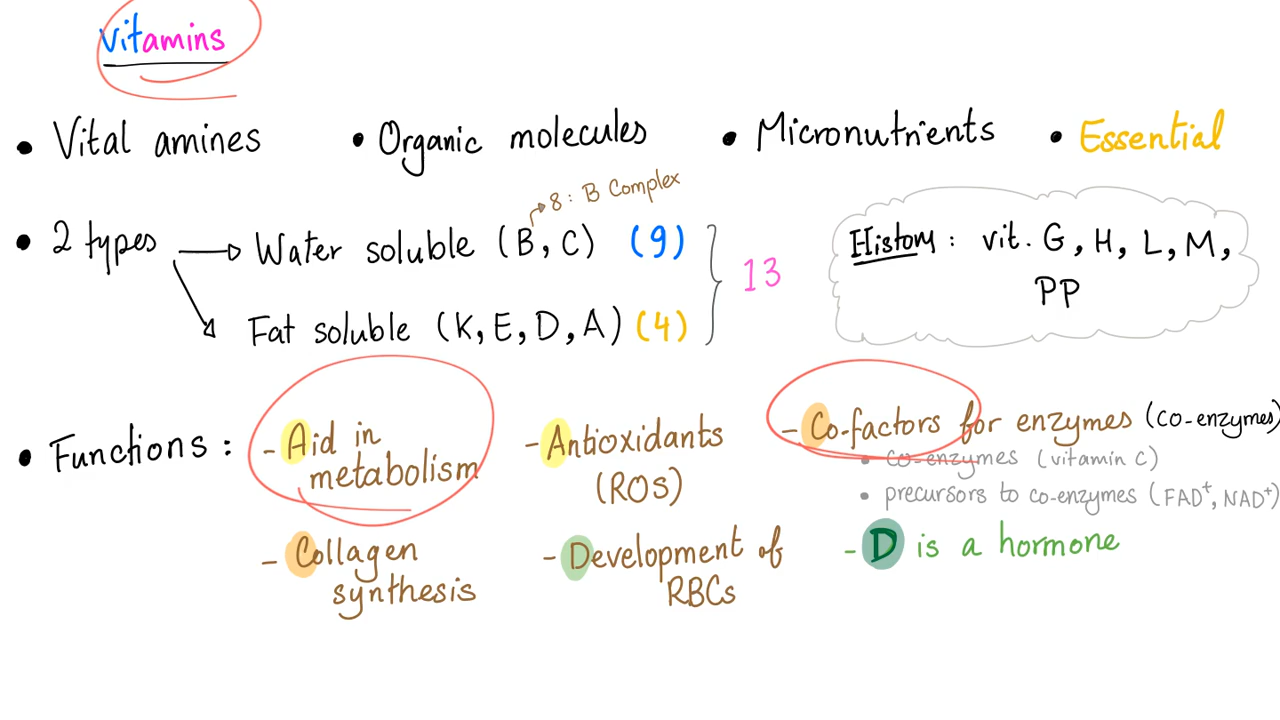 Vitamins
• Vital amines • Organic molecules • Micronutrients • Essential
8: B Complex
• 2 types → Water soluble (B, C) (9)
Fat soluble (K, E, D, A) (4)
13
History: vit. G, H, L, M,
PP
• Functions: - Aid in
metabolism
- Antioxidants
(ROS)
- Co-factors for enzymes (co-enzymes)
• co-enzymes (vitamin c)
• precursors to co-enzymes (FAD⁺, NAD⁺)
- Collagen
synthesis
- Development of
RBCs
- D is a hormone